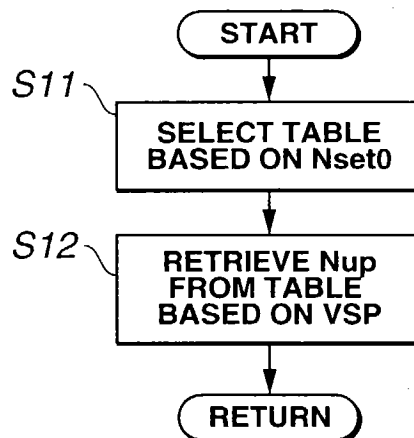 START
S11
SELECT TABLE
BASED ON Nset0
S12
RETRIEVE Nup
FROM TABLE
BASED ON VSP
RETURN